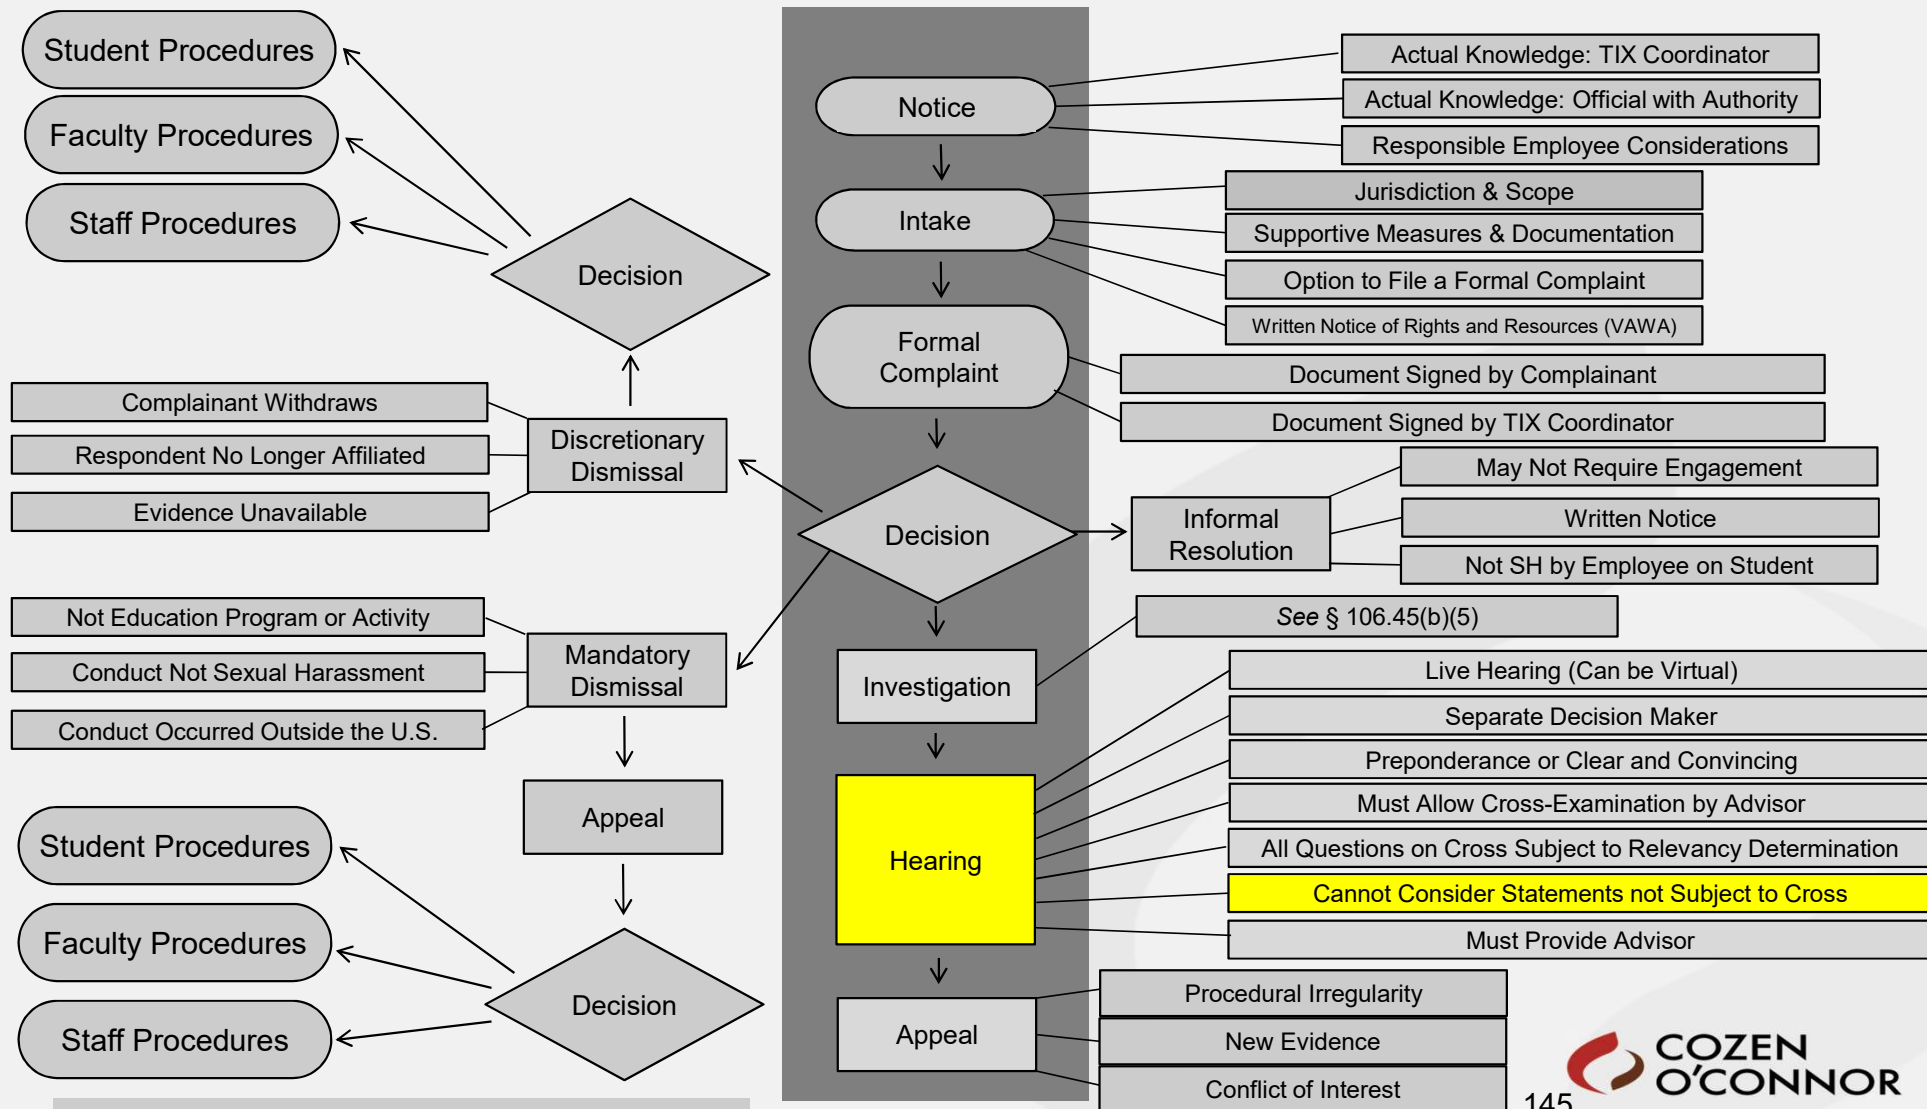 Student Procedures
Faculty Procedures
Staff Procedures
Decision
Complainant Withdraws
Respondent No Longer Affiliated
Evidence Unavailable
Discretionary
Dismissal
Not Education Program or Activity
Conduct Not Sexual Harassment
Conduct Occurred Outside the U.S.
Mandatory
Dismissal
Appeal
Student Procedures
Faculty Procedures
Staff Procedures
Decision
Notice
Actual Knowledge: TIX Coordinator
Actual Knowledge: Official with Authority
Responsible Employee Considerations
Intake
Jurisdiction & Scope
Supportive Measures & Documentation
Option to File a Formal Complaint
Written Notice of Rights and Resources (VAWA)
Formal
Complaint
Document Signed by Complainant
Document Signed by TIX Coordinator
Decision
Informal
Resolution
May Not Require Engagement
Written Notice
Not SH by Employee on Student
Investigation
See § 106.45(b)(5)
Hearing
Live Hearing (Can be Virtual)
Separate Decision Maker
Preponderance or Clear and Convincing
Must Allow Cross-Examination by Advisor
All Questions on Cross Subject to Relevancy Determination
Cannot Consider Statements not Subject to Cross
Must Provide Advisor
Appeal
Procedural Irregularity
New Evidence
Conflict of Interest
145
COZEN
O'CONNOR